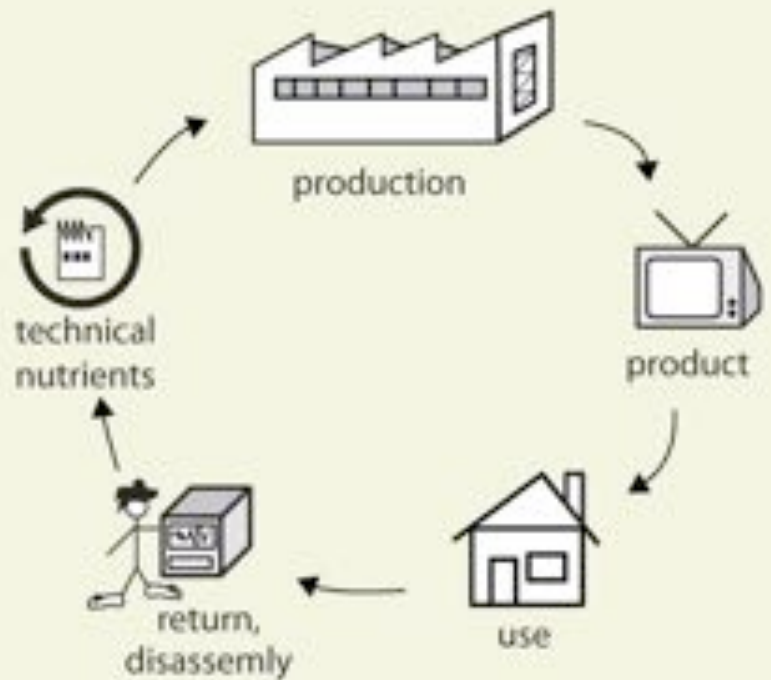 production
product
use
return,
disassemly
technical
nutrients